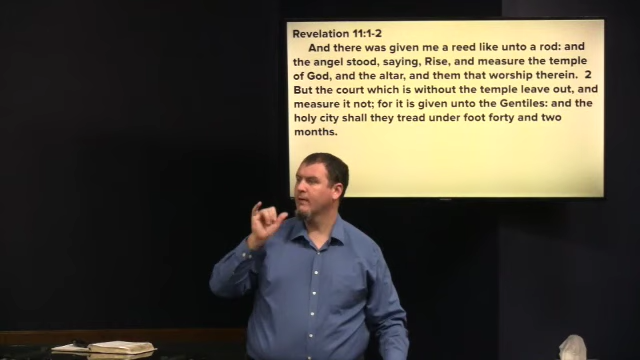 Revelation 11:1-2
And there was given me a reed like unto a rod: and
the angel stood, saying, Rise, and measure the temple
of God, and the altar, and them that worship therein. 2
But the court which is without the temple leave out, and
measure it not; for it is given unto the Gentiles: and the
holy city shall they tread under foot forty and two
months.